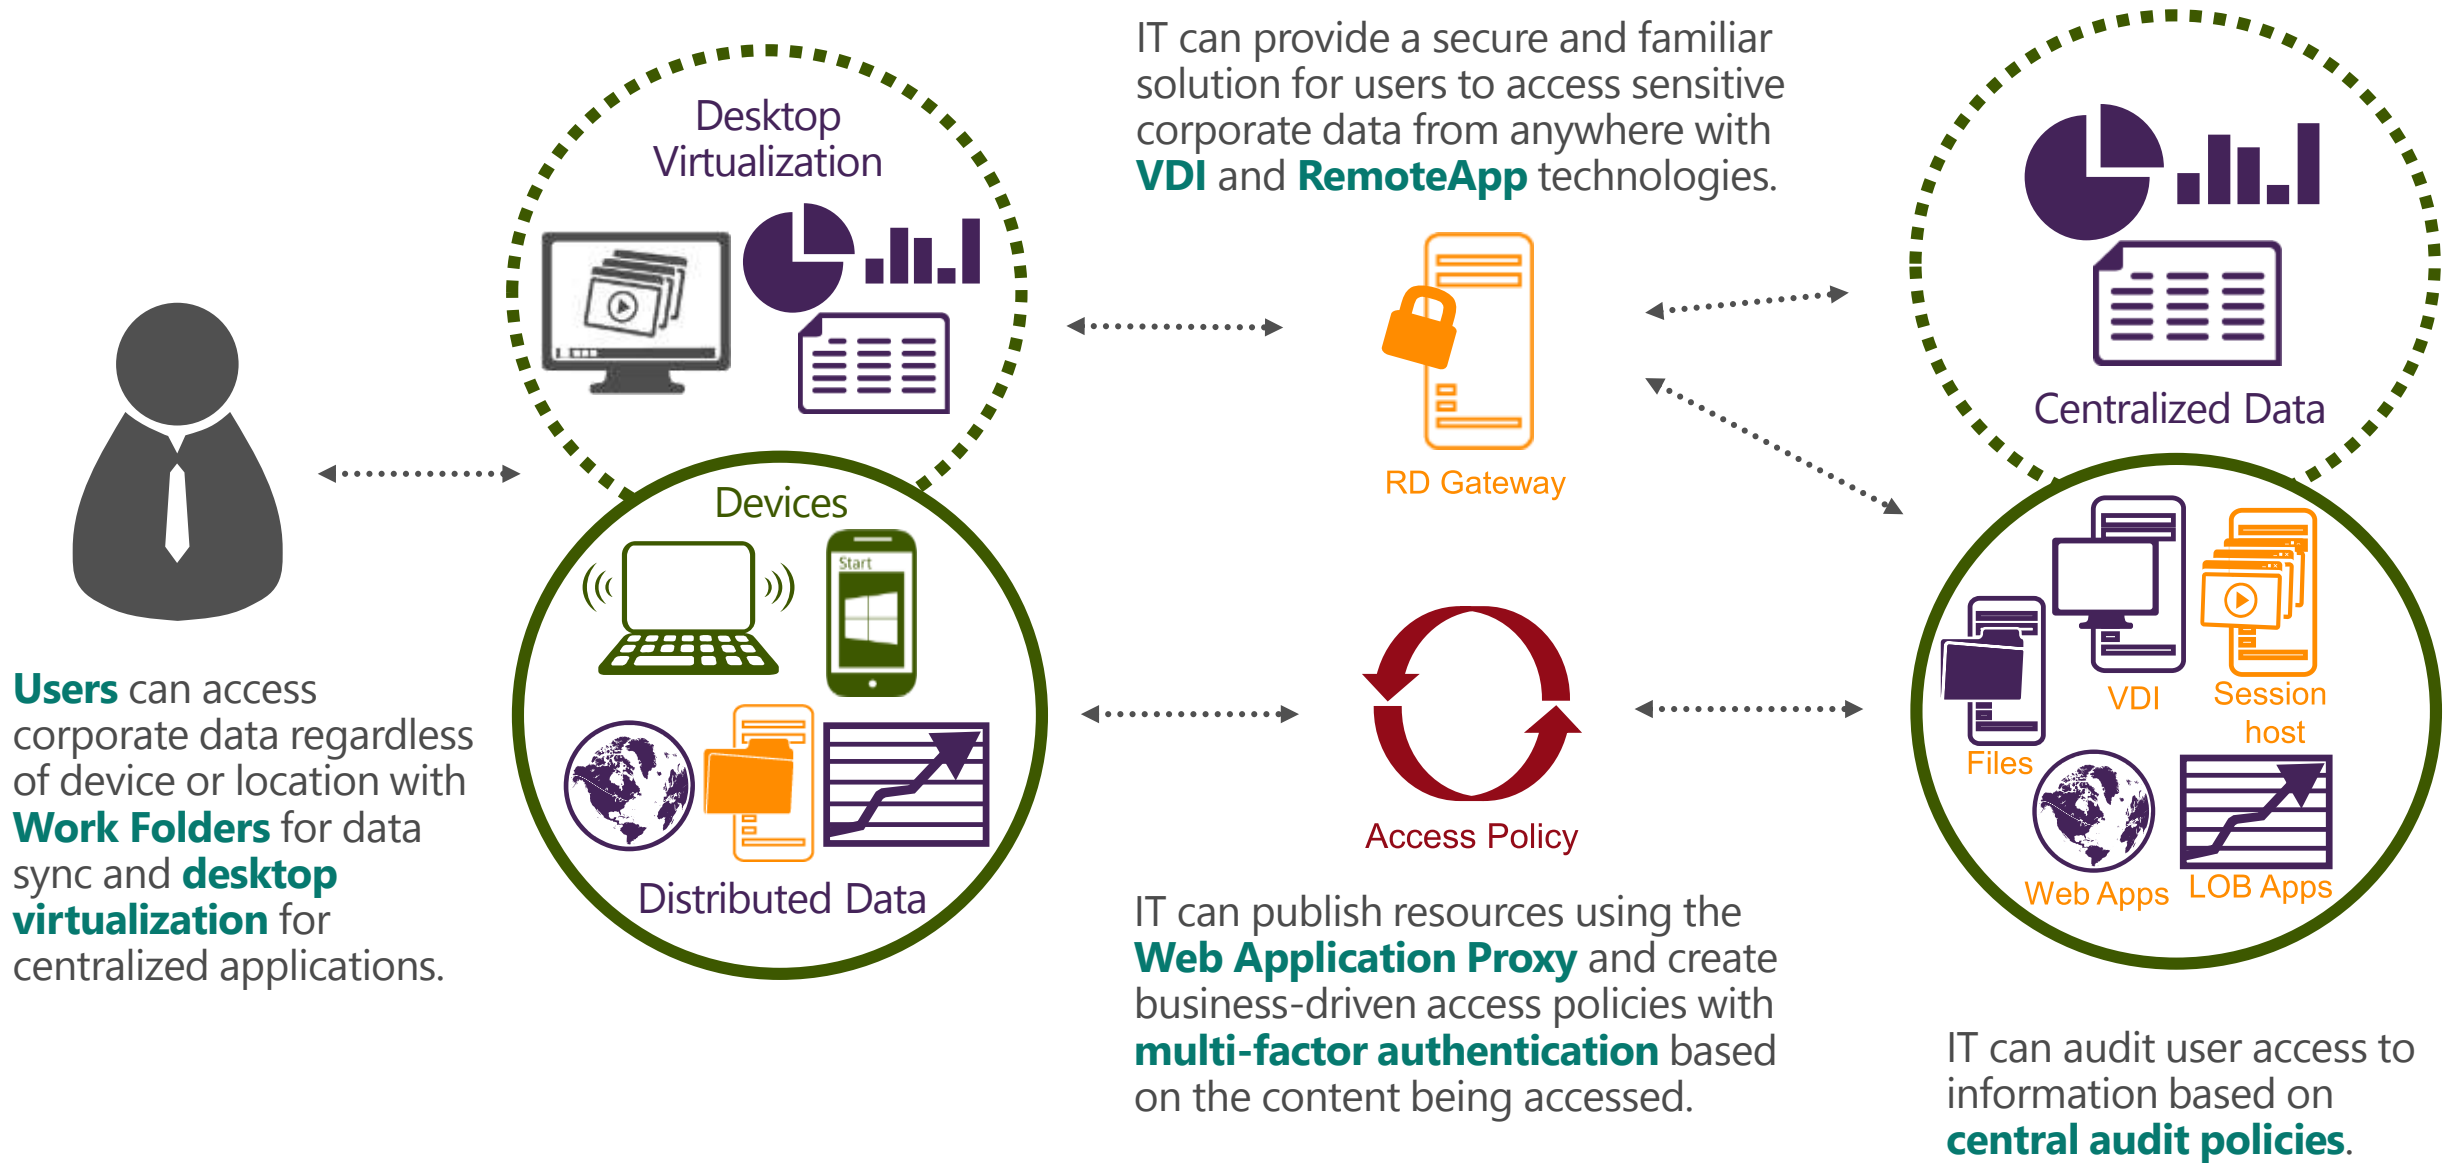 IT can provide a secure and familiar
solution for users to access sensitive
corporate data from anywhere with
VDI and RemoteApp technologies.
Desktop
Virtualization
Centralized Data
RD Gateway
Devices
Start
Users can access
corporate data regardless
of device or location with
Work Folders for data
sync and desktop
virtualization for
centralized applications.
Distributed Data
Access Policy
VDI
Session
host
Files
Web Apps
LOB Apps
IT can publish resources using the
Web Application Proxy and create
business-driven access policies with
multi-factor authentication based
on the content being accessed.
IT can audit user access to
information based on
central audit policies.